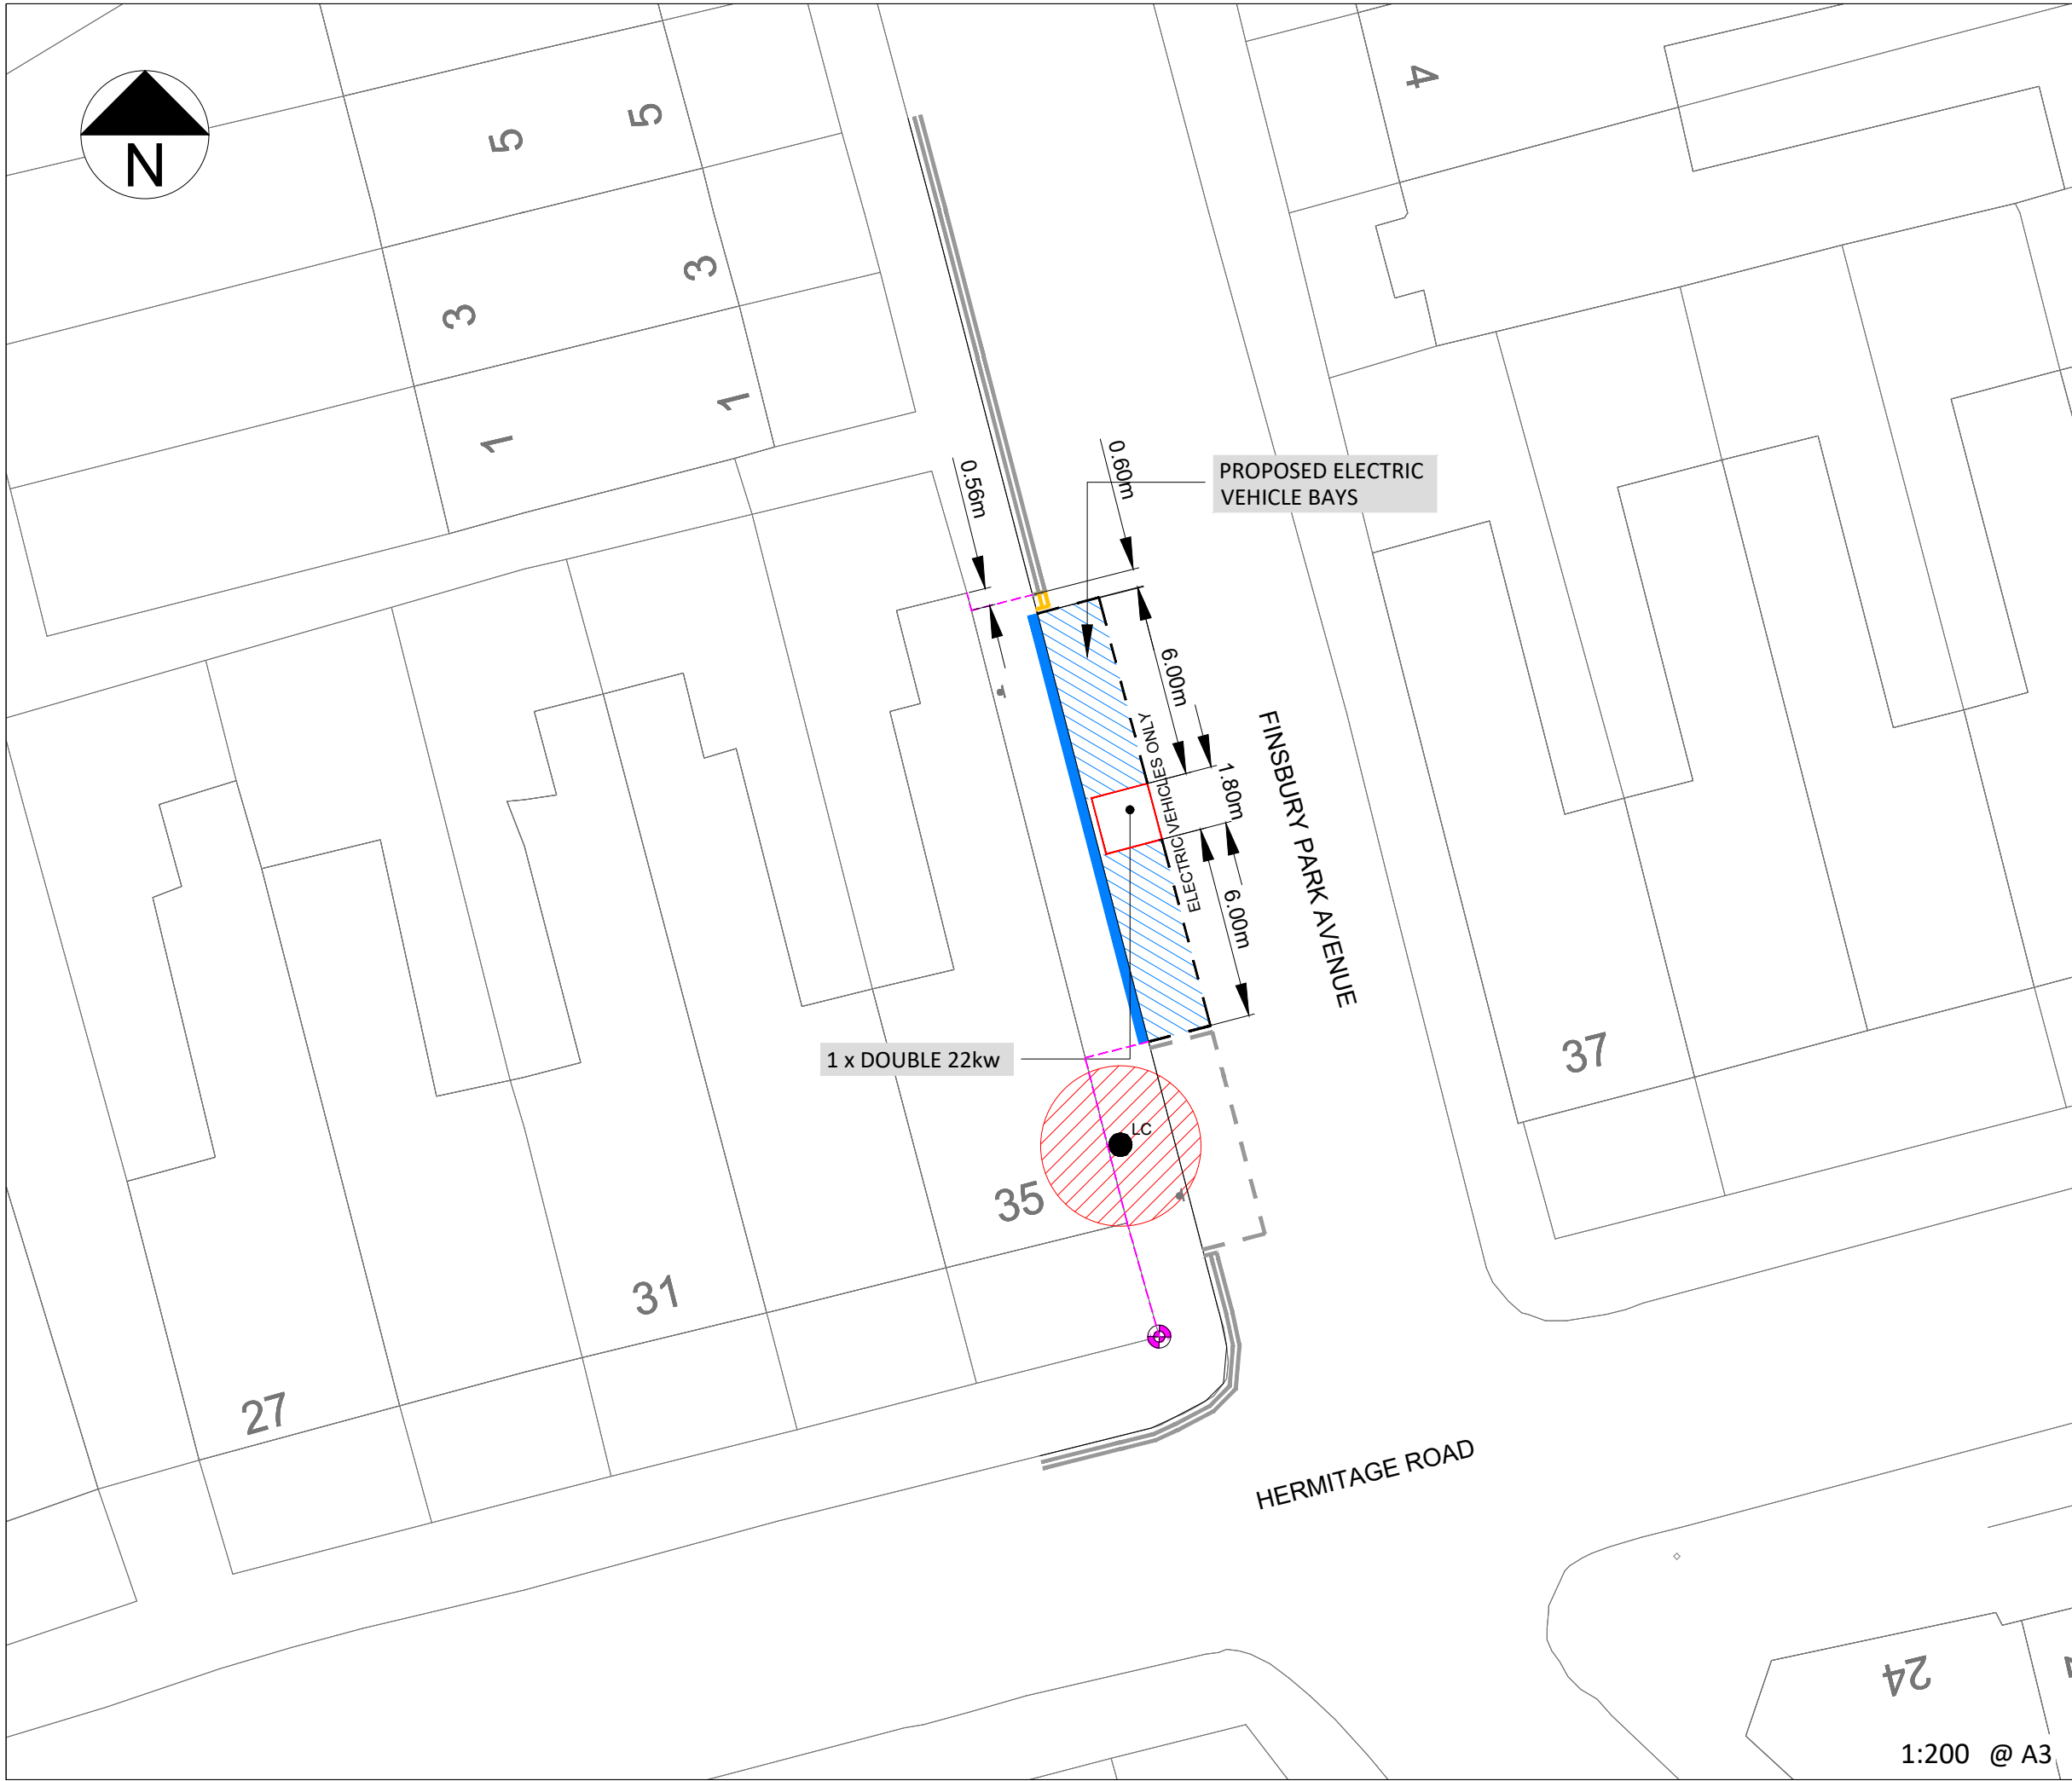 N
5
5
3
3
1
1
4
0.56m
0.60m
PROPOSED ELECTRIC
VEHICLE BAYS
6.00m
1.80m
6.00m
ELECTRIC VEHICLES ONLY
FINSBURY PARK AVENUE
1 x DOUBLE 22kw
LC
35
31
27
37
HERMITAGE ROAD
24
1:200 @ A3